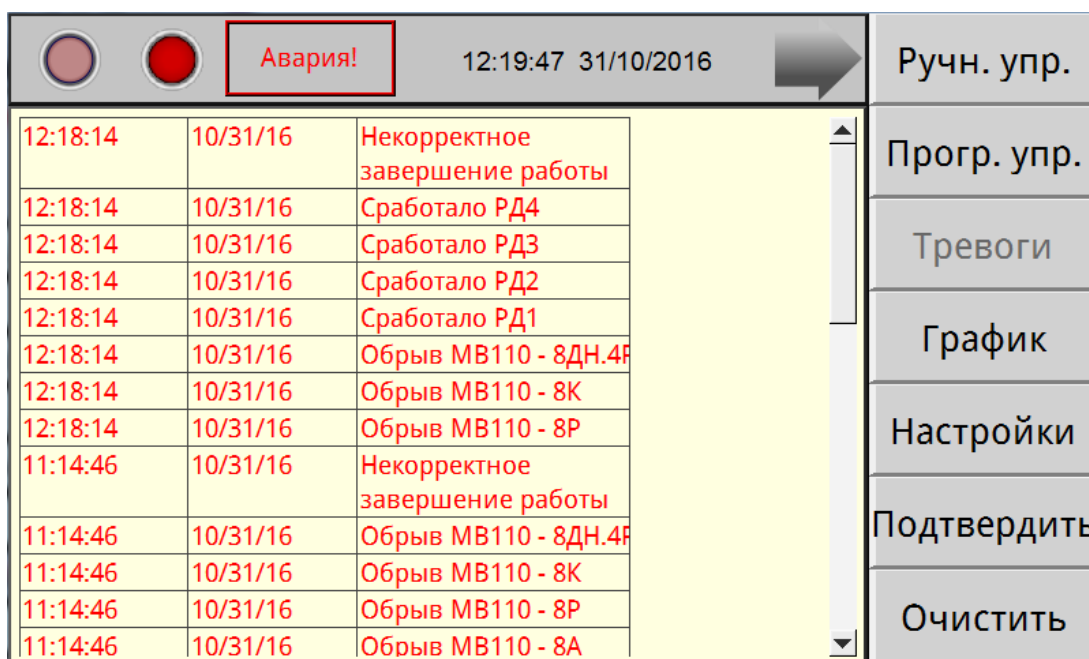 Авария!
12:19:47 31/10/2016
Ручн. упр.
Прогр. упр.
Тревоги
График
Настройки
Подтвердить
Очистить
12:18:14 10/31/16 Некорректное
завершение работы
12:18:14 10/31/16 Сработало РД4
12:18:14 10/31/16 Сработало РД3
12:18:14 10/31/16 Сработало РД2
12:18:14 10/31/16 Сработало РД1
12:18:14 10/31/16 Обрыв МВ110 - 8ДН.4
12:18:14 10/31/16 Обрыв МВ110 - 8К
12:18:14 10/31/16 Обрыв МВ110 - 8Р
11:14:46 10/31/16 Некорректное
завершение работы
11:14:46 10/31/16 Обрыв МВ110 - 8ДН.4
11:14:46 10/31/16 Обрыв МВ110 - 8К
11:14:46 10/31/16 Обрыв МВ110 - 8Р
11:14:46 10/31/16 Обрыв МВ110 - 8А